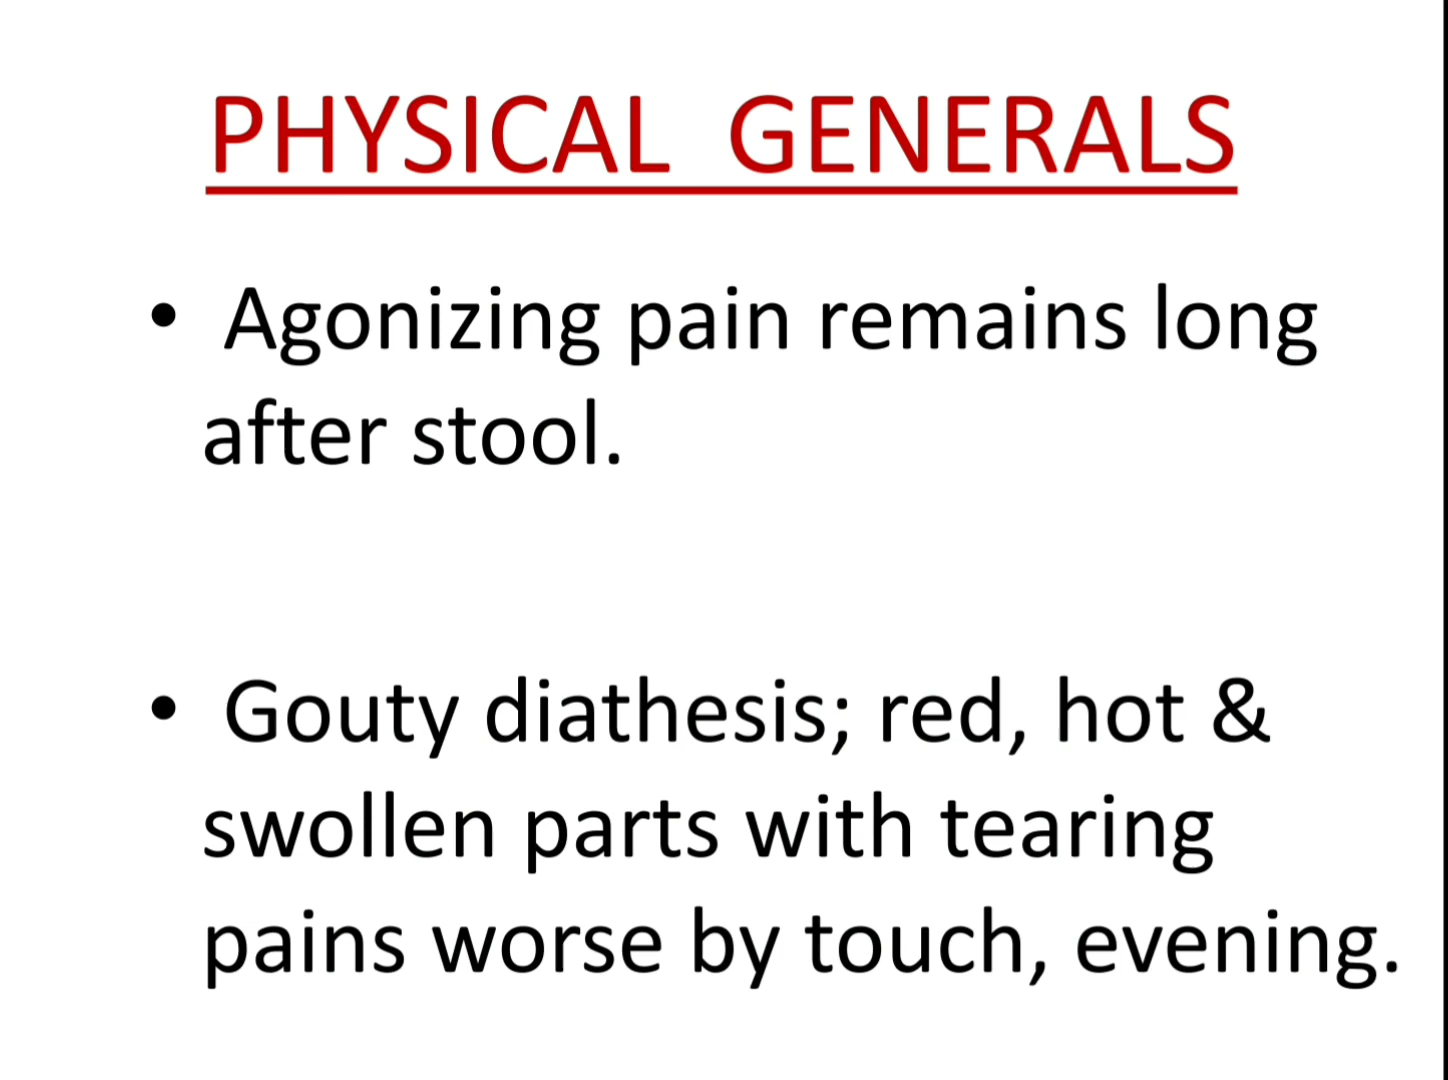 PHYSICAL GENERALS
• Agonizing pain remains long
after stool.
• Gouty diathesis; red, hot &
swollen parts with tearing
pains worse by touch, evening.